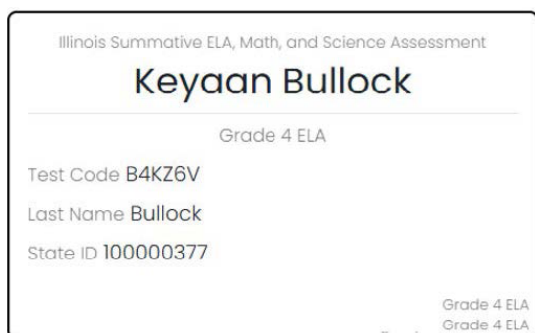 Illinois Summative ELA, Math, and Science Assessment
Keyaan Bullock
Grade 4 ELA
Test Code B4KZ6V
Last Name Bullock
State ID 100000377
Grade 4 ELA
Grade 4 ELA